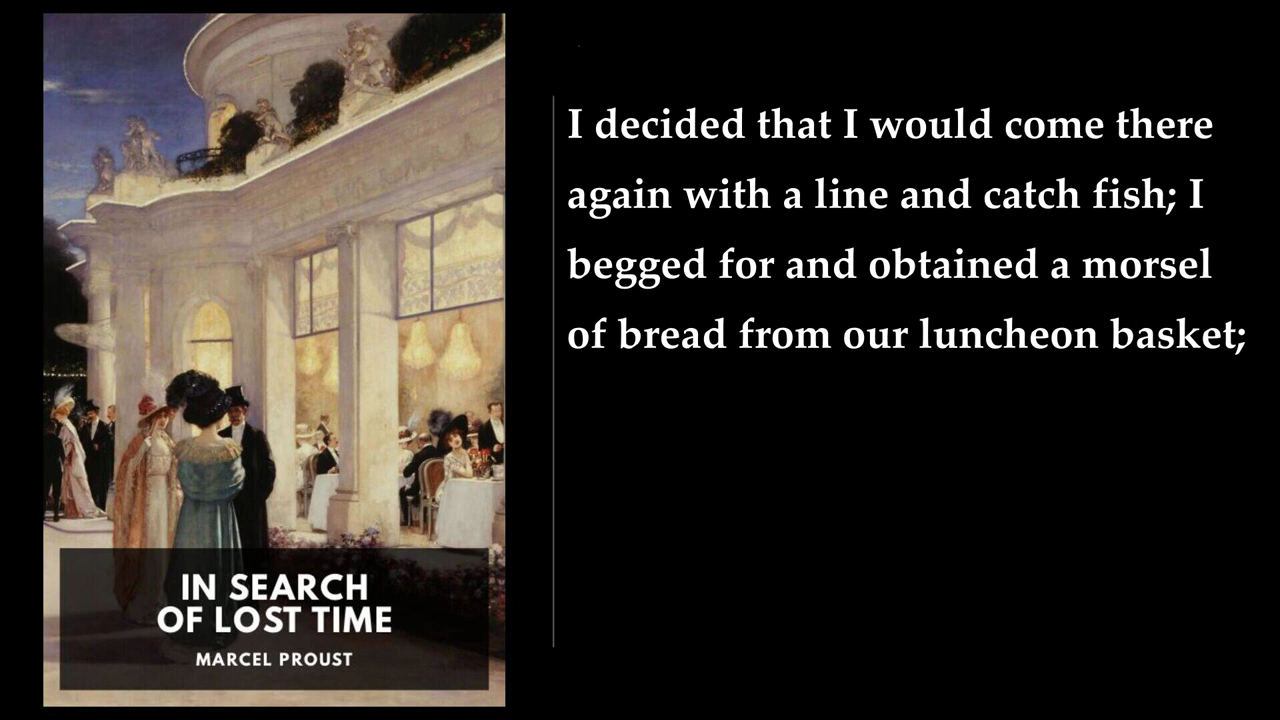 IN SEARCH
OF LOST TIME
MARCEL PROUST
I decided that I would come there
again with a line and catch fish; I
begged for and obtained a morsel
of bread from our luncheon basket;